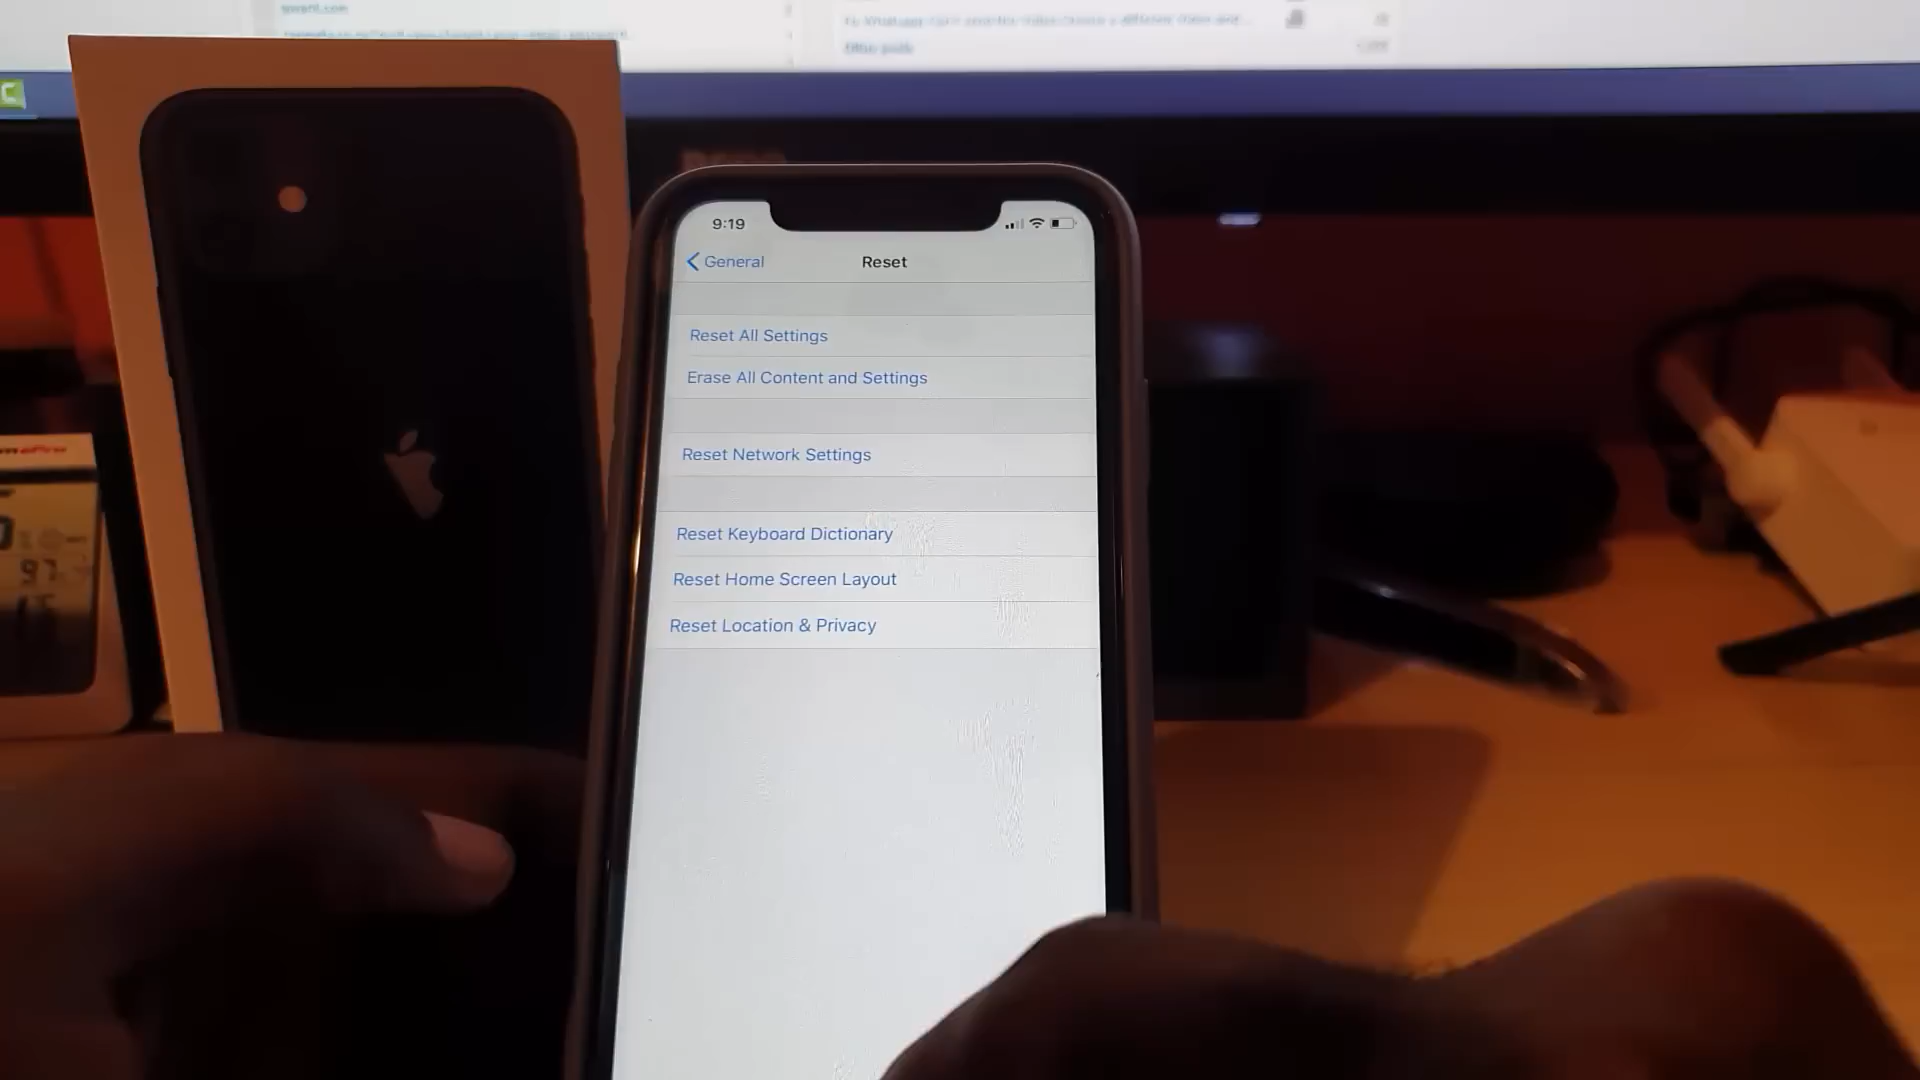 9:19
General
Reset
Reset All Settings
Erase All Content and Settings
Reset Network Settings
Reset Keyboard Dictionary
Reset Home Screen Layout
Reset Location & Privacy
97